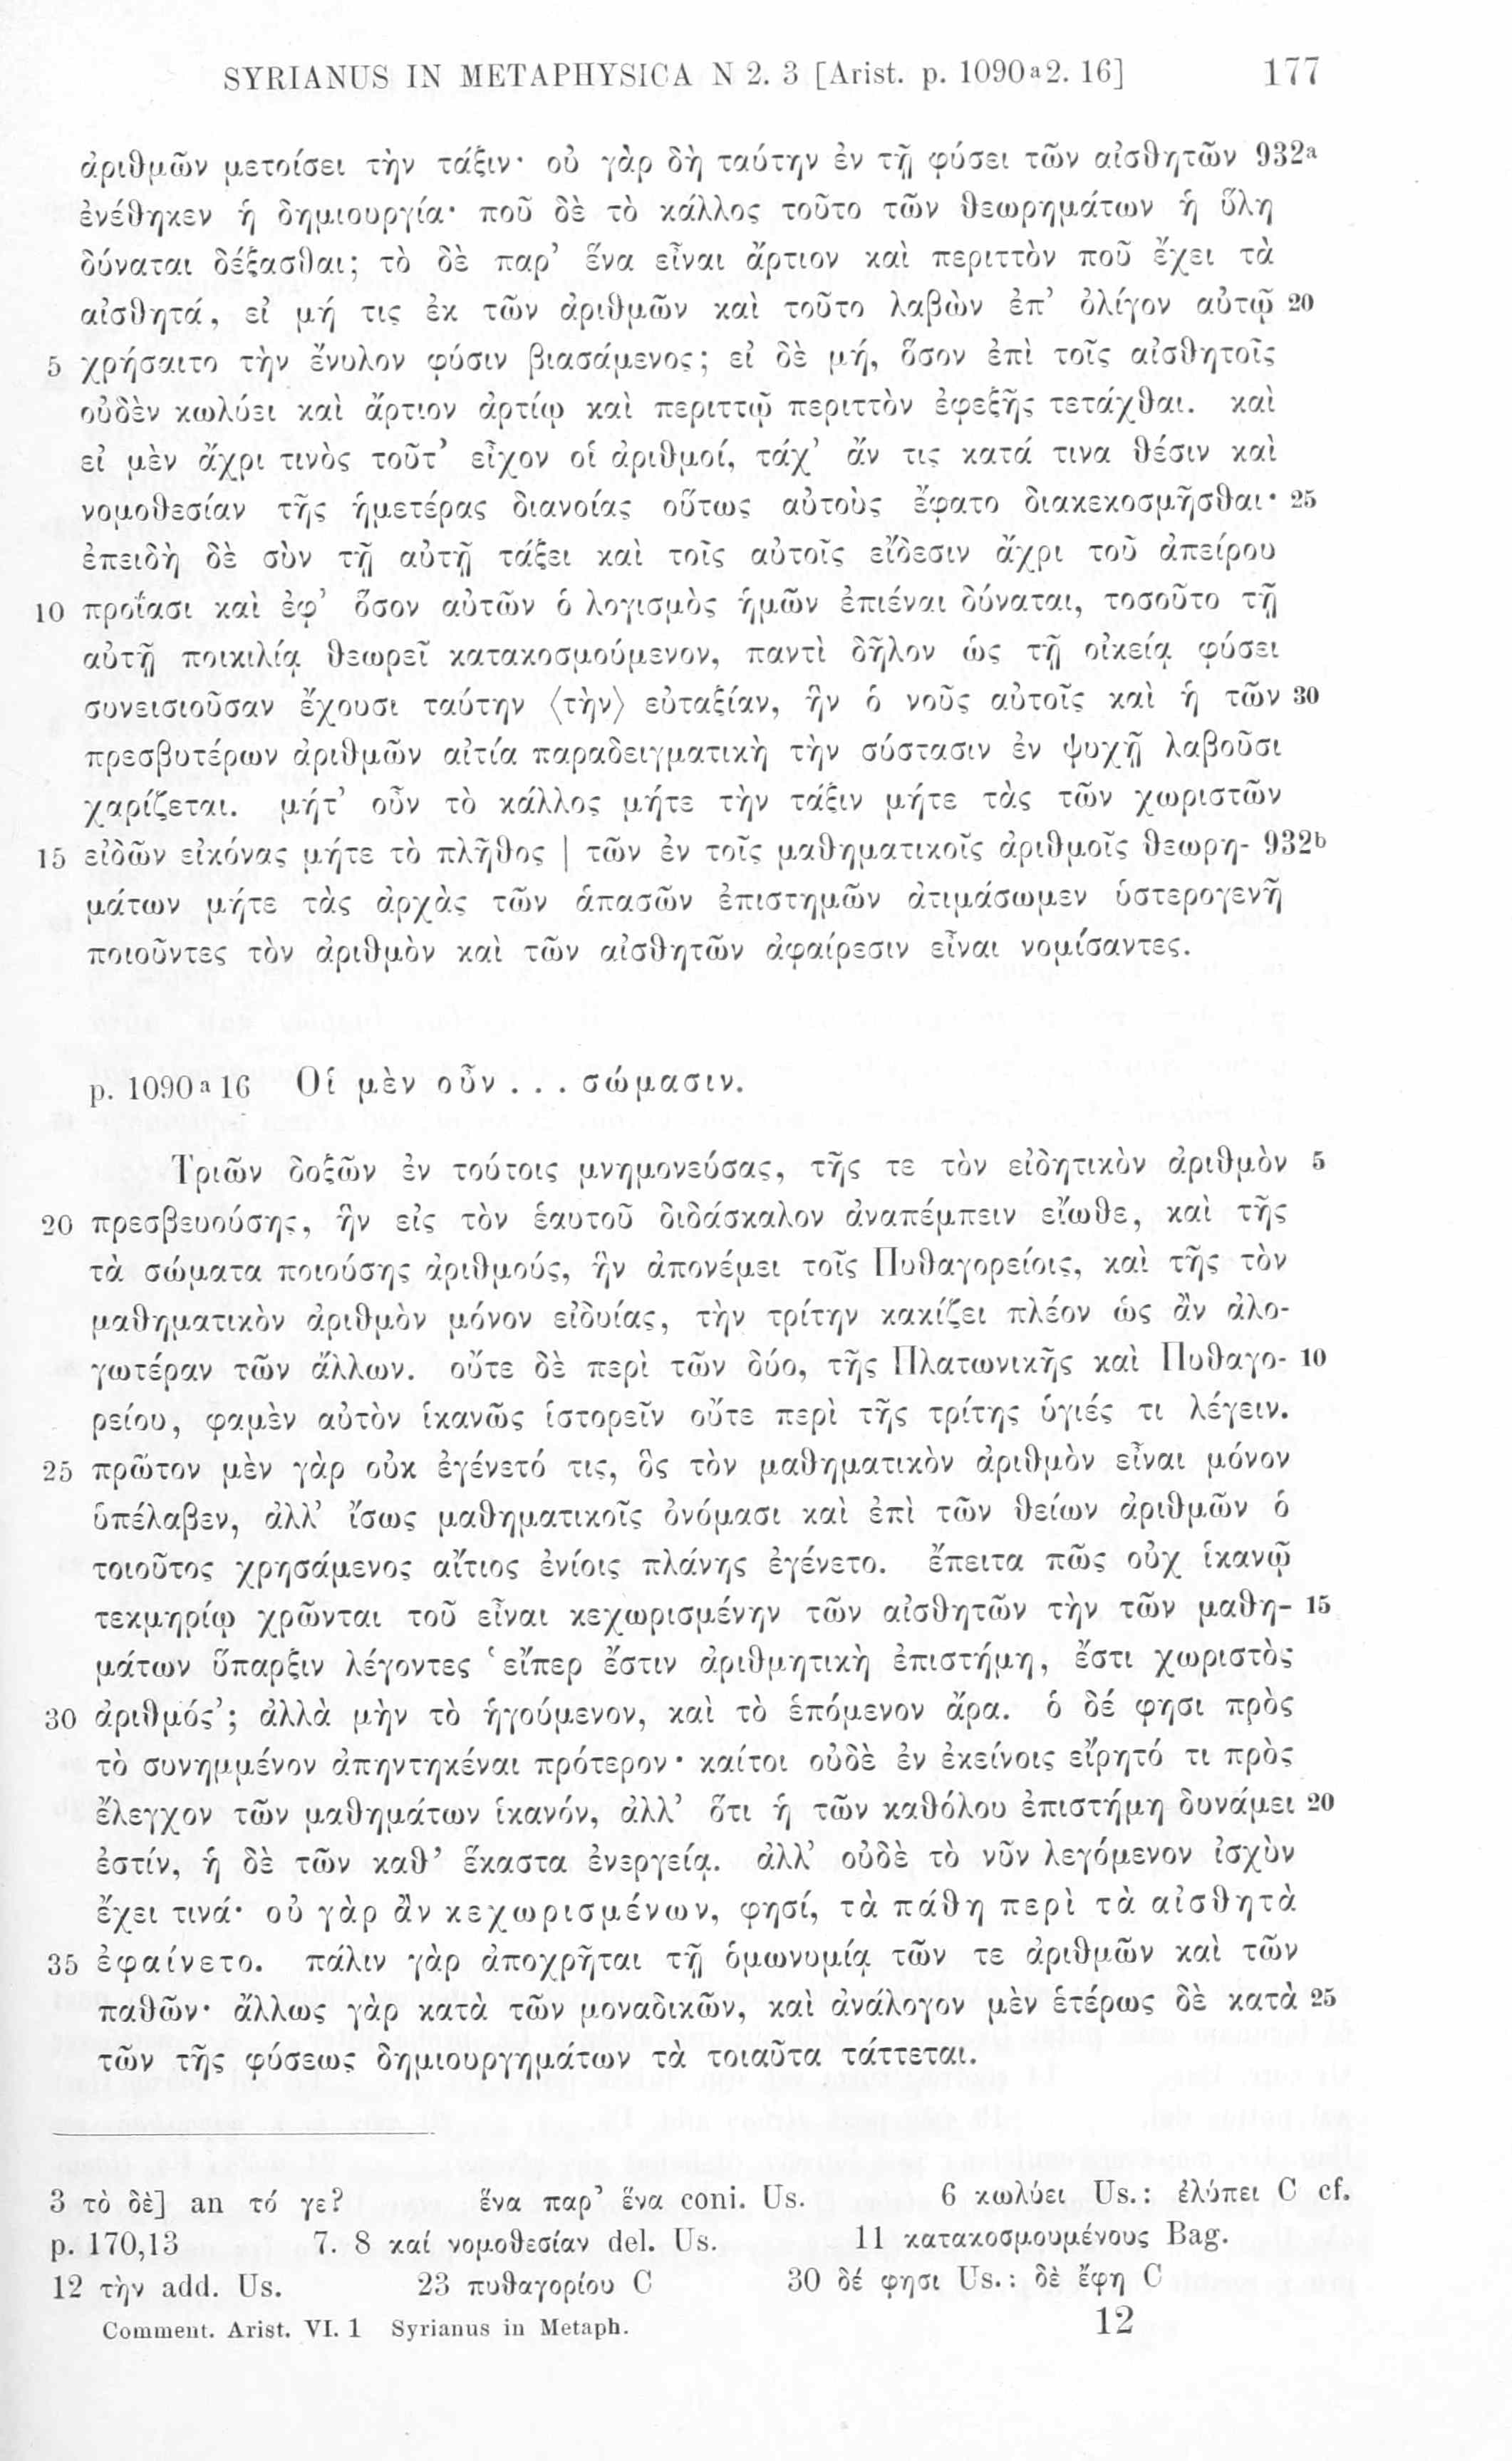 SYRIANUS IN METAPHYSICA N 2. 3 [Arist. p. 1090a2. 16] 177
ἀριθμῶν μετοίσει τὴν τάξιν· οὐ γὰρ δὴ ταύτην ἐν τῇ φύσει τῶν αἰσθητῶν 932a
ἐνέθηκεν ἡ δημιουργία· ποῦ δὲ τὸ κάλλος τοῦτο τῶν θεωρημάτων ἡ ὕλη
δύναται δέξασθαι; τὸ δὲ παρ’ ἕνα εἶναι ἄρτιον καὶ περιττὸν ποῦ ἔχει τὰ
αἰσθητά, εἰ μή τις ἐκ τῶν ἀριθμῶν καὶ τοῦτο λαβὼν ἐπ’ ὀλίγον αὐτῷ 20
5 χρήσαιτο τὴν ἔνυλον φύσιν βιασάμενος; εἰ δὲ μή, ὅσον ἐπὶ τοῖς αἰσθητοῖς
οὐδὲν κωλύει καὶ ἄρτιον ἀρτίῳ καὶ περιττῷ περιττὸν ἐφεξῆς τετάχθαι. καὶ
εἰ μὲν ἄχρι τινὸς τοῦτ’ εἶχον οἱ ἀριθμοί, τάχ’ ἄν τις κατά τινα θέσιν καὶ
νομοθεσίαν τῆς ἡμετέρας διανοίας οὕτως αὐτοὺς ἔφατο διακεκοσμῆσθαι· 25
ἐπειδὴ δὲ σὺν τῇ αὐτῇ τάξει καὶ τοῖς αὐτοῖς εἴδεσιν ἄχρι τοῦ ἀπείρου
10 προΐασι καὶ ἐφ’ ὅσον αὐτῶν ὁ λογισμὸς ἡμῶν ἐπιέναι δύναται, τοσοῦτο τῇ
αὐτῇ ποικιλίᾳ θεωρεῖ κατακοσμούμενον, παντὶ δῆλον ὡς τῇ οἰκείᾳ φύσει
συνεισιοῦσαν ἔχουσι ταύτην ⟨τὴν⟩ εὐταξίαν, ἣν ὁ νοῦς αὐτοῖς καὶ ἡ τῶν 30
πρεσβυτέρων ἀριθμῶν αἰτία παραδειγματικὴ τὴν σύστασιν ἐν ψυχῇ λαβοῦσι
χαρίζεται. μήτ’ οὖν τὸ κάλλος μήτε τὴν τάξιν μήτε τὰς τῶν χωριστῶν
15 εἰδῶν εἰκόνας μήτε τὸ πλῆθος | τῶν ἐν τοῖς μαθηματικοῖς ἀριθμοῖς θεωρη- 932b
μάτων μήτε τὰς ἀρχὰς τῶν ἁπασῶν ἐπιστημῶν ἀτιμάσωμεν ὑστερογενῆ
ποιοῦντες τὸν ἀριθμὸν καὶ τῶν αἰσθητῶν ἀφαίρεσιν εἶναι νομίσαντες.
p. 1090a16 Οἱ μὲν οὖν . . . σώμασιν.
Τριῶν δοξῶν ἐν τούτοις μνημονεύσας, τῆς τε τὸν εἰδητικὸν ἀριθμὸν 5
20 πρεσβευούσης, ἣν εἰς τὸν ἑαυτοῦ διδάσκαλον ἀναπέμπειν εἴωθε, καὶ τῆς
τὰ σώματα ποιούσης ἀριθμούς, ἣν ἀπονέμει τοῖς Πυθαγορείοις, καὶ τῆς τὸν
μαθηματικὸν ἀριθμὸν μόνον εἰδυίας, τὴν τρίτην κακίζει πλέον ὡς ἂν ἀλο-
γωτέραν τῶν ἄλλων. οὔτε δὲ περὶ τῶν δύο, τῆς Πλατωνικῆς καὶ Πυθαγο- 10
ρείου, φαμὲν αὐτὸν ἱκανῶς ἱστορεῖν οὔτε περὶ τῆς τρίτης ὑγιές τι λέγειν.
25 πρῶτον μὲν γὰρ οὐκ ἐγένετό τις, ὃς τὸν μαθηματικὸν ἀριθμὸν εἶναι μόνον
ὑπέλαβεν, ἀλλ’ ἴσως μαθηματικοῖς ὀνόμασι καὶ ἐπὶ τῶν θείων ἀριθμῶν ὁ
τοιοῦτος χρησάμενος αἴτιος ἐνίοις πλάνης ἐγένετο. ἔπειτα πῶς οὐχ ἱκανῷ
τεκμηρίῳ χρῶνται τοῦ εἶναι κεχωρισμένην τῶν αἰσθητῶν τὴν τῶν μαθη- 15
μάτων ὕπαρξιν λέγοντες ‘εἴπερ ἔστιν ἀριθμητικὴ ἐπιστήμη, ἔστι χωριστὸς
30 ἀριθμός’; ἀλλὰ μὴν τὸ ἡγούμενον, καὶ τὸ ἑπόμενον ἄρα. ὁ δέ φησι πρὸς
τὸ συνημμένον ἀπηντηκέναι πρότερον· καίτοι οὐδὲ ἐν ἐκείνοις εἴρητό τι πρὸς
ἔλεγχον τῶν μαθημάτων ἱκανόν, ἀλλ’ ὅτι ἡ τῶν καθόλου ἐπιστήμη δυνάμει 20
ἐστίν, ἡ δὲ τῶν καθ’ ἕκαστα ἐνεργείᾳ. ἀλλ’ οὐδὲ τὸ νῦν λεγόμενον ἰσχὺν
ἔχει τινά· οὐ γὰρ ἂν κεχωρισμένων, φησί, τὰ πάθη περὶ τὰ αἰσθητὰ
35 ἐφαίνετο. πάλιν γὰρ ἀποχρῆται τῇ ὁμωνυμίᾳ τῶν τε ἀριθμῶν καὶ τῶν
παθῶν· ἄλλως γὰρ κατὰ τῶν μοναδικῶν, καὶ ἀνάλογον μὲν ἑτέρως δὲ κατὰ 25
τῶν τῆς φύσεως δημιουργημάτων τὰ τοιαῦτα τάττεται.
3 τὸ δὲ] an τό γε? ἕνα παρ’ ἕνα coni. Us. 6 κωλύει Us.: ἐλύπει C cf.
p. 170,13 7. 8 καί νομοθεσίαν del. Us. 11 κατακοσμουμένους Bag.
12 τὴν add. Us. 23 πυθαγορίου C 30 δέ φησι Us.: δὲ ἔφη C
Comment. Arist. VI. 1 Syrianus in Metaph. 12